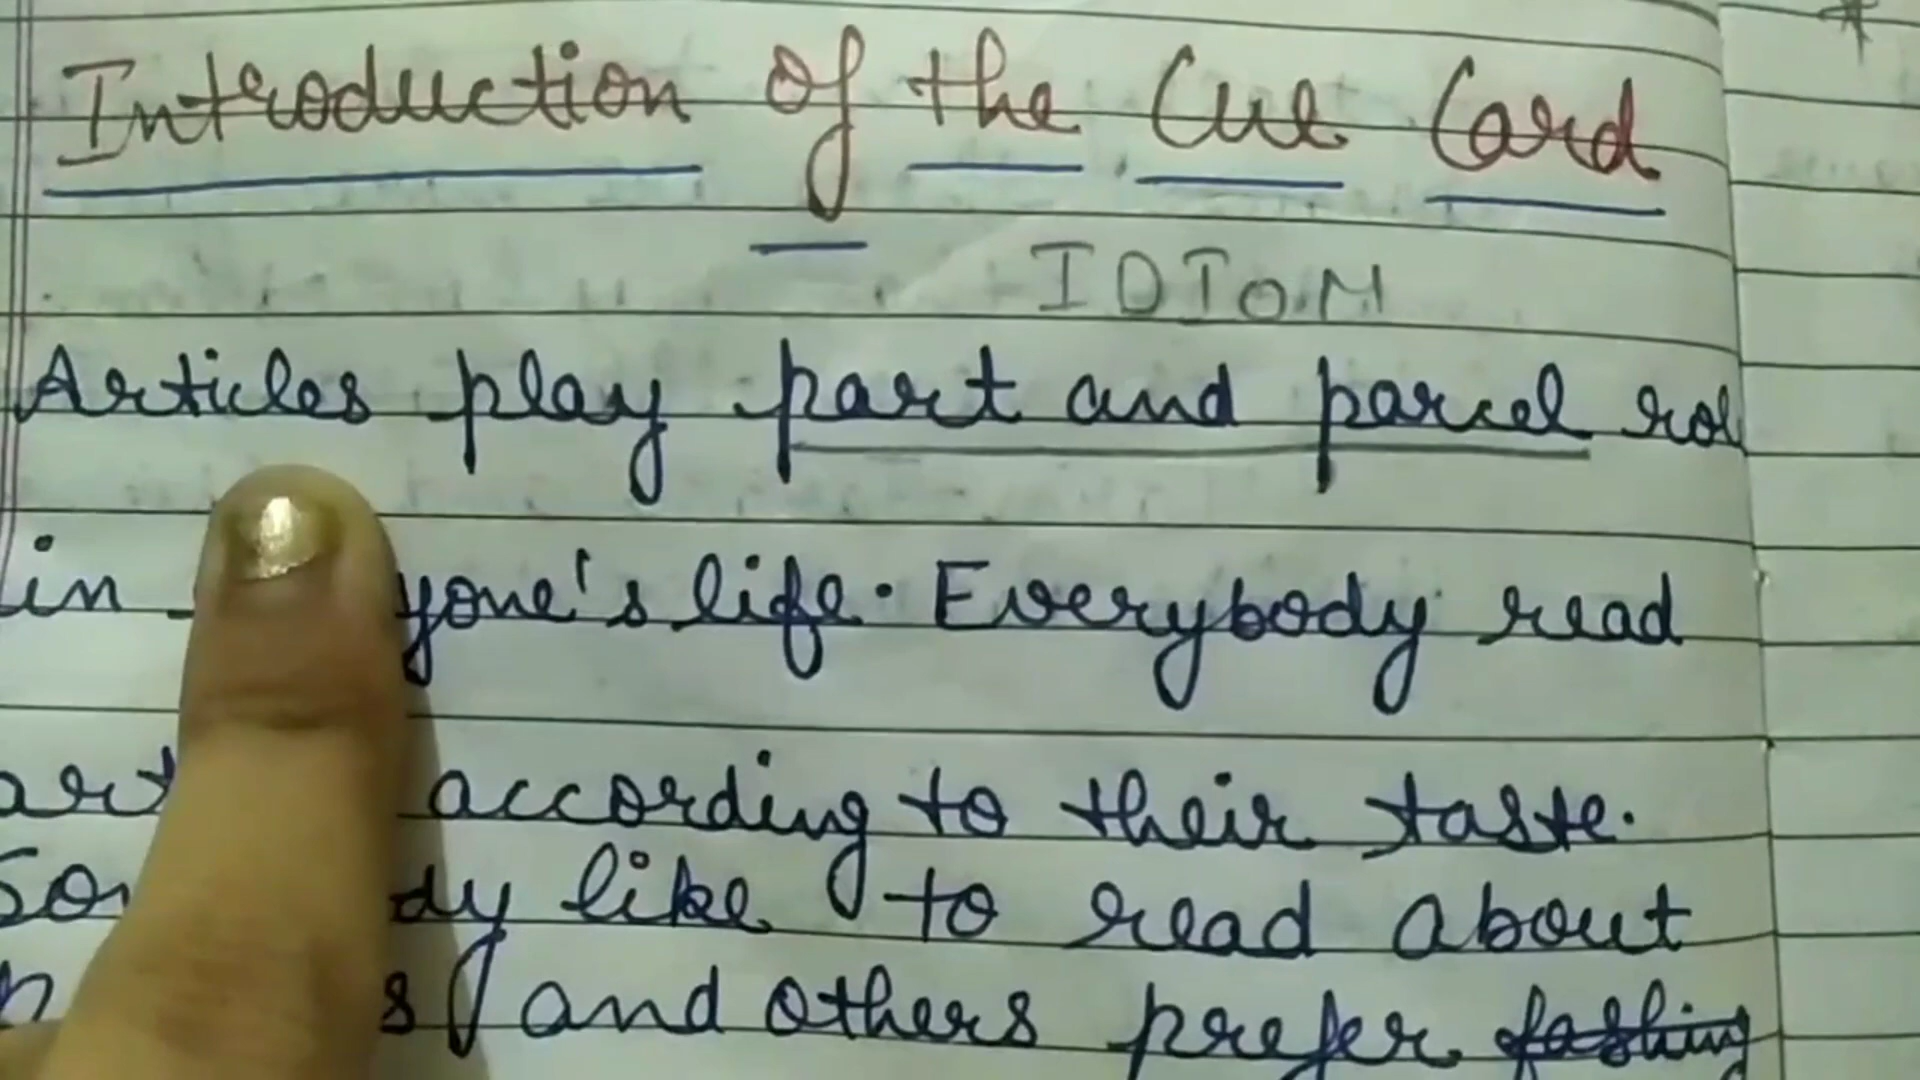 Introduction Of the Cue Card
IDIOM
Articles play part and parcel rol
in yone's life. Everybody read
according to their taste.
dy like to read about
and others prefer